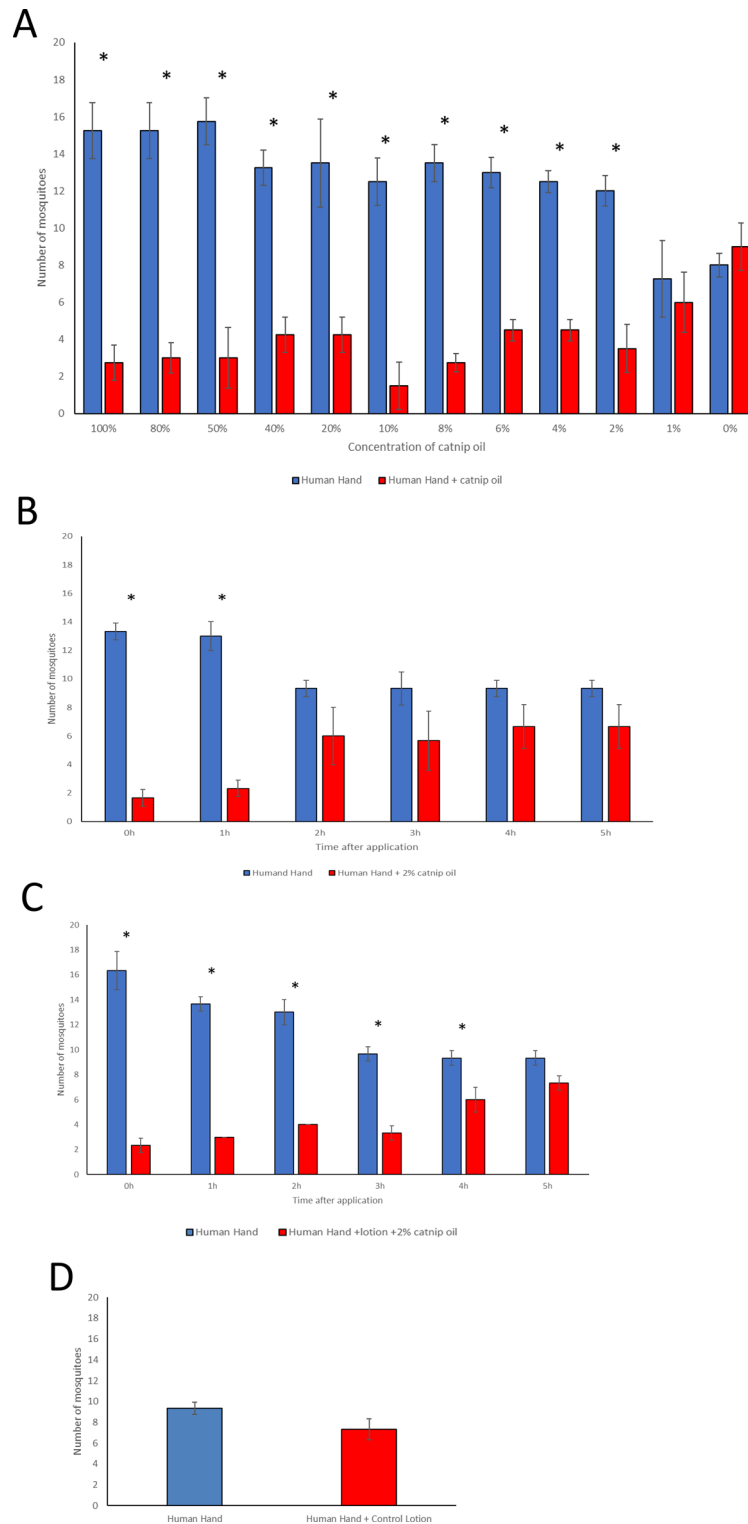 A
20
18
16
14
12
10
8
6
4
2
0
Number of mosquitoes
* * * * * * * * * *
100% 80% 50% 40% 20% 10% 8% 6% 4% 2% 1% 0%
Concentration of catnip oil
Human Hand Human Hand + catnip oil
B
20
18
16
14
12
10
8
6
4
2
0
Number of mosquitoes
* *
0h 1h 2h 3h 4h 5h
Time after application
Humand Hand Human Hand + 2% catnip oil
C
20
18
16
14
12
10
8
6
4
2
0
Number of mosquitoes
* * * * *
0h 1h 2h 3h 4h 5h
Time after application
Human Hand Human Hand +lotion +2% catnip oil
D
20
18
16
14
12
10
8
6
4
2
0
Number of mosquitoes
Human Hand Human Hand + Control Lotion